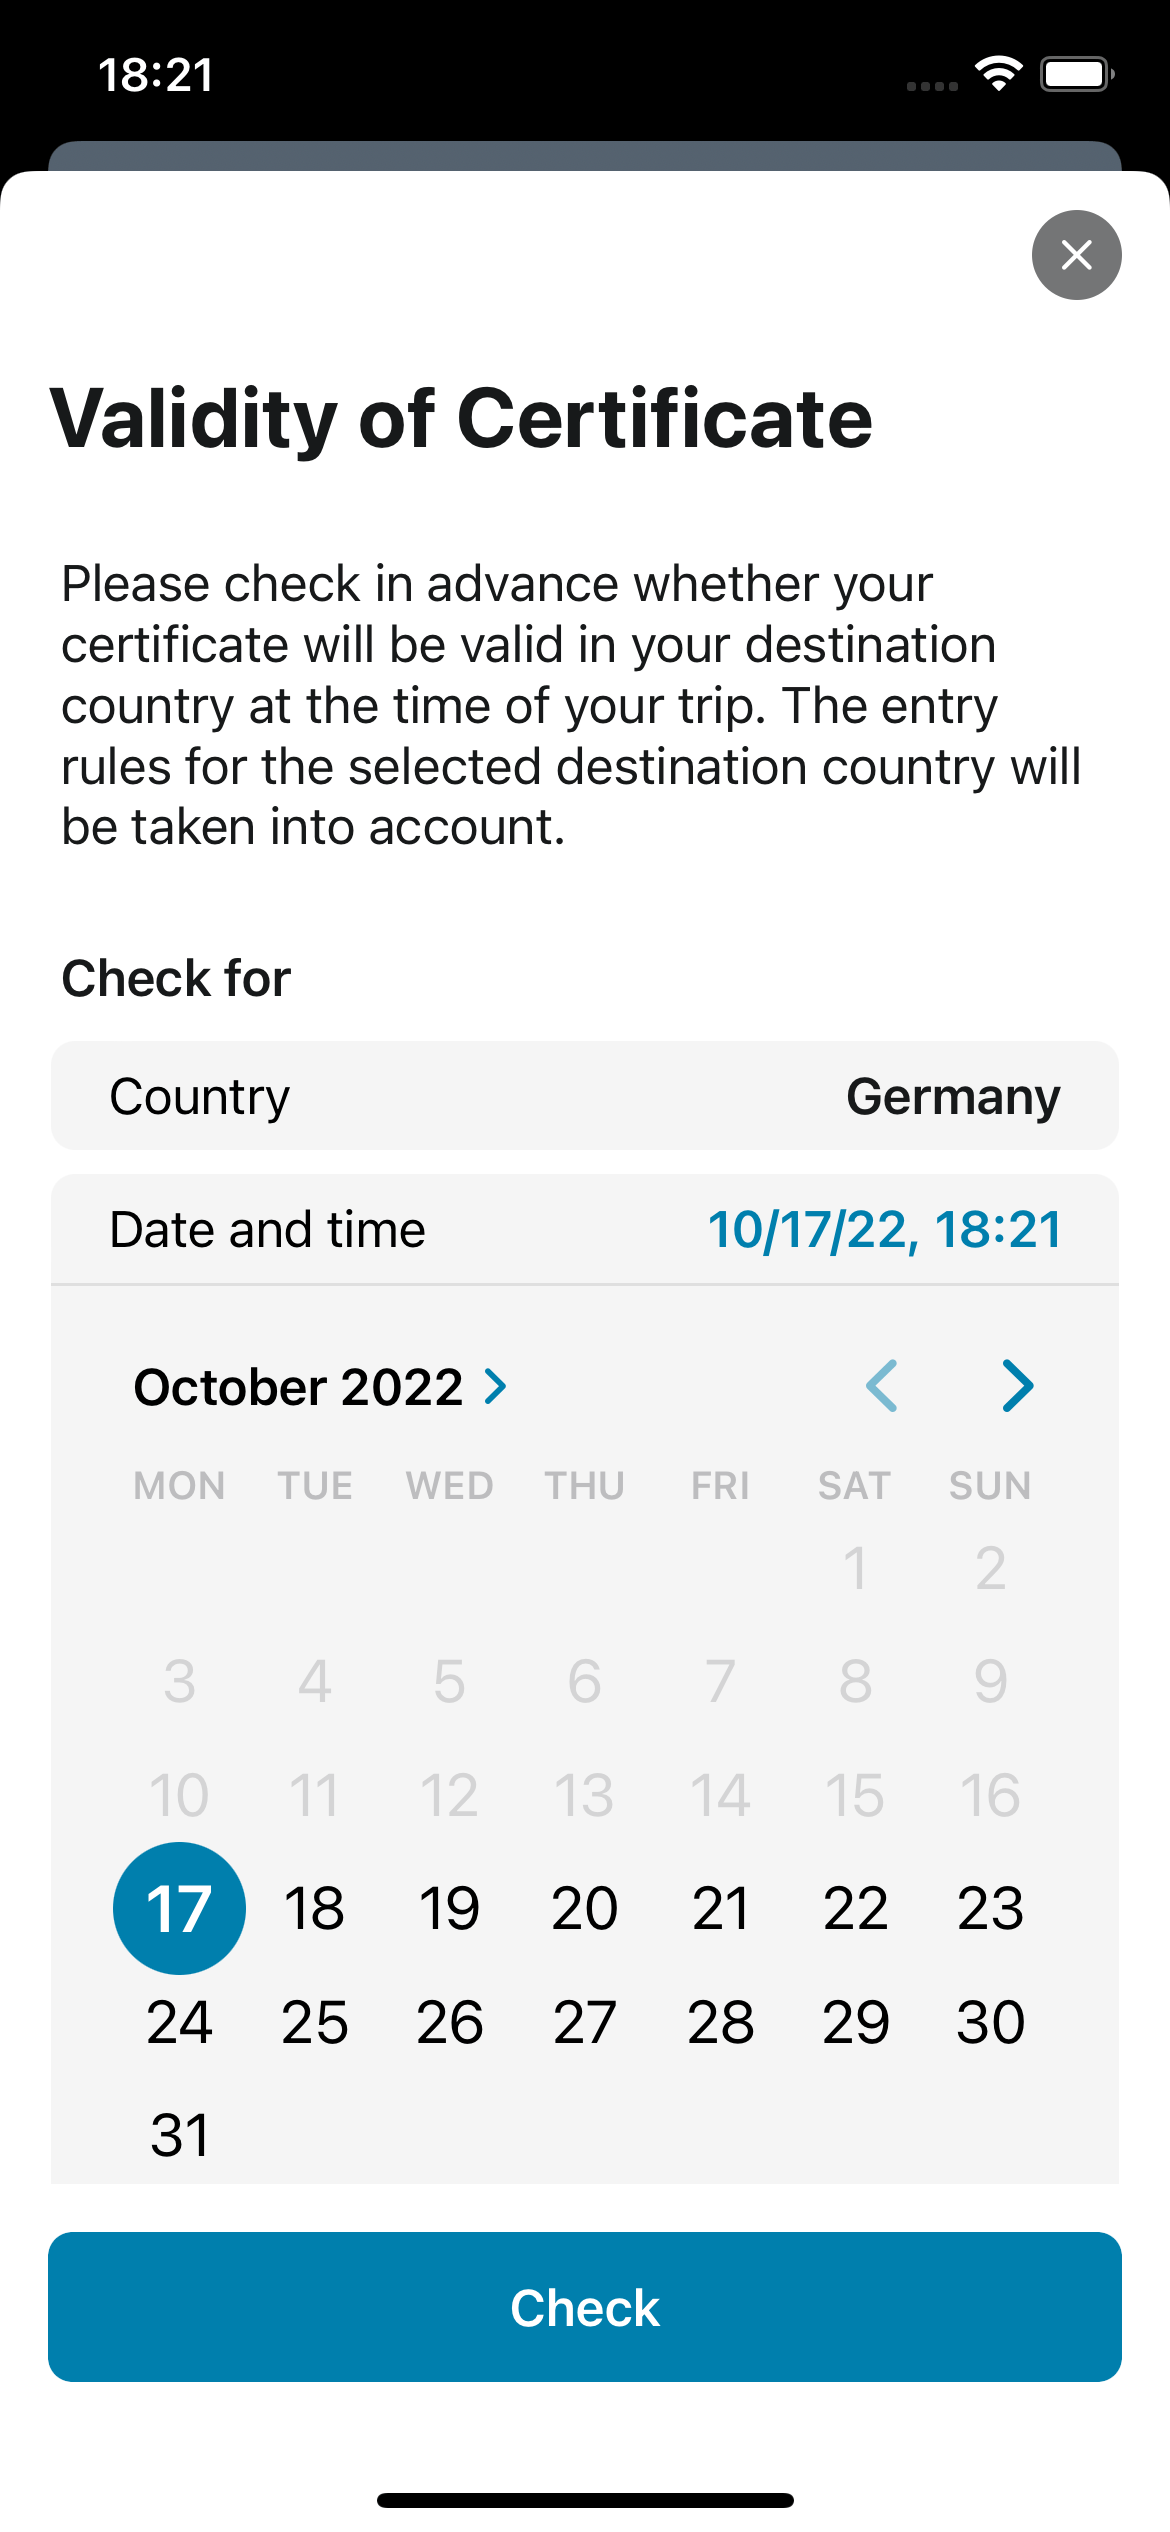 18:21
Validity of Certificate
Please check in advance whether your
certificate will be valid in your destination
country at the time of your trip. The entry
rules for the selected destination country will
be taken into account.
Check for
Country Germany
Date and time 10/17/22, 18:21
October 2022
MON TUE WED THU FRI SAT SUN
1 2
3 4 5 6 7 8 9
10 11 12 13 14 15 16
17 18 19 20 21 22 23
24 25 26 27 28 29 30
31
Check